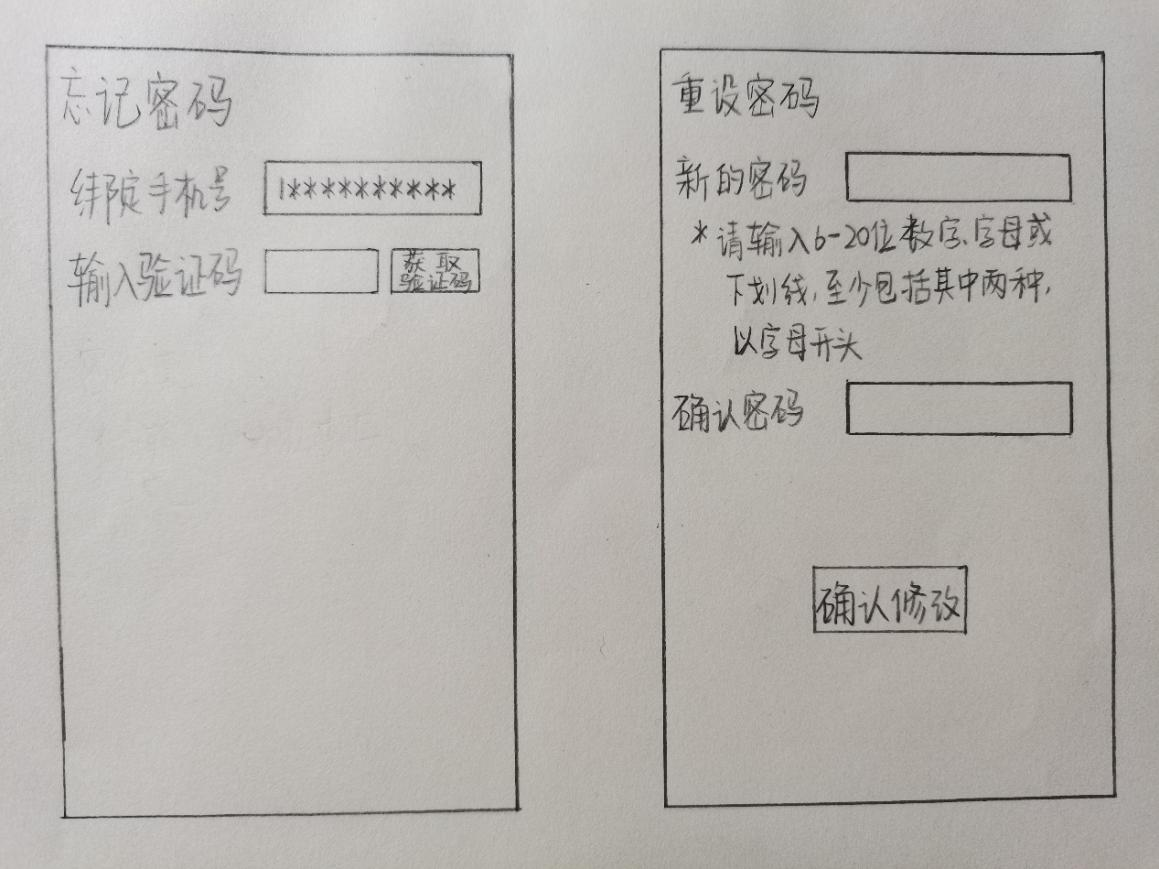 忘记密码
绑定手机号 1**********
输入验证码
获取
验证码
重设密码
新的密码
*请输入6-20位数字、字母或
下划线,至少包括其中两种,
以字母开头
确认密码
确认修改